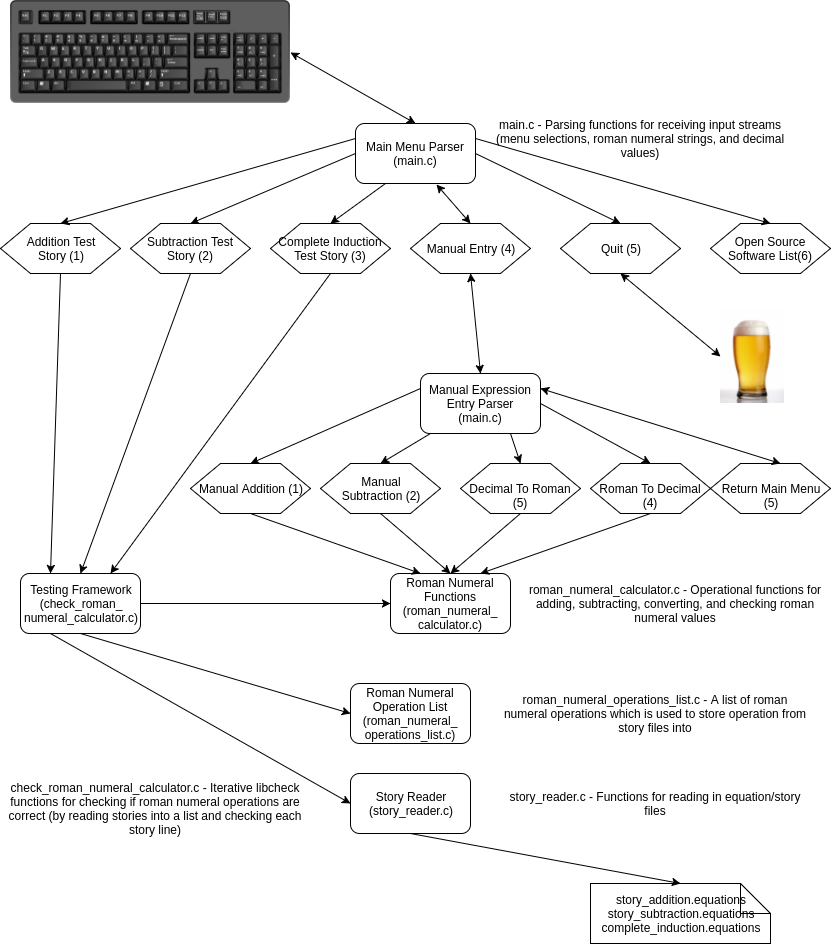 main.c - Parsing functions for receiving input streams
(menu selections, roman numeral strings, and decimal
values)
Main Menu Parser
(main.c)
Addition Test
Story (1)
Subtraction Test
Story (2)
Complete Induction
Test Story (3)
Manual Entry (4)
Quit (5)
Open Source
Software List(6)
Manual Expression
Entry Parser
(main.c)
Manual Addition (1)
Manual
Subtraction (2)
Decimal To Roman
(5)
Roman To Decimal
(4)
Return Main Menu
(5)
Testing Framework
(check_roman_
numeral_calculator.c)
Roman Numeral
Functions
(roman_numeral_
calculator.c)
roman_numeral_calculator.c - Operational functions for
adding, subtracting, converting, and checking roman
numeral values
Roman Numeral
Operation List
(roman_numeral_
operations_list.c)
roman_numeral_operations_list.c - A list of roman
numeral operations which is used to store operation from
story files into
check_roman_numeral_calculator.c - Iterative libcheck
functions for checking if roman numeral operations are
correct (by reading stories into a list and checking each
story line)
Story Reader
(story_reader.c)
story_reader.c - Functions for reading in equation/story
files
story_addition.equations
story_subtraction.equations
complete_induction.equations